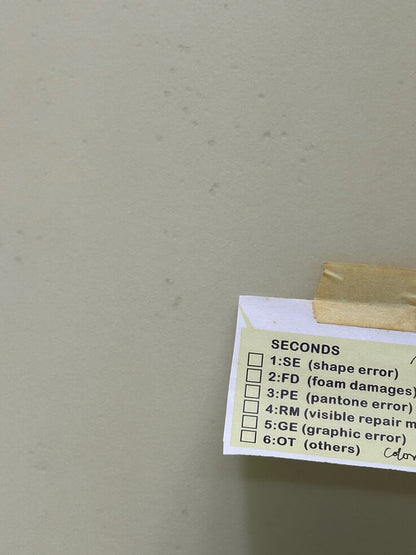 SECONDS
1:SE (shape error)
2:FD (foam damages)
3:PE (pantone error)
4:RM (visible repair m
5:GE (graphic error)
6:OT (others)
color